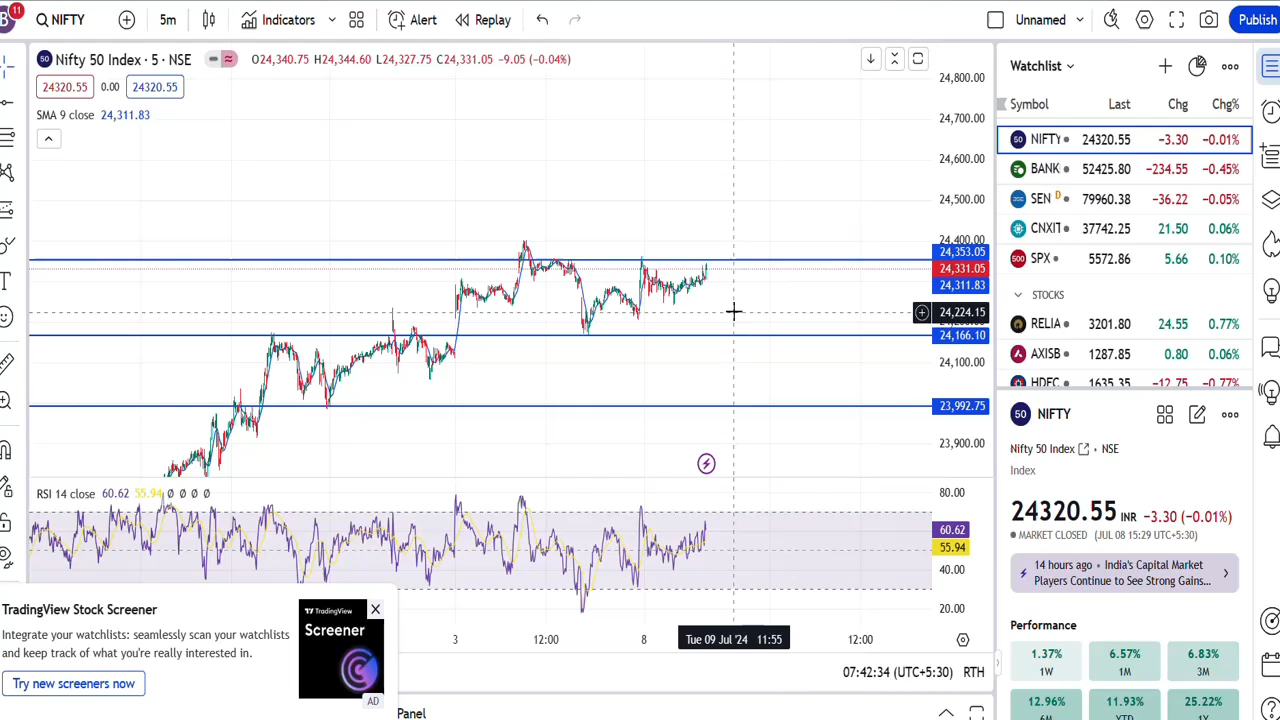 11
NIFTY
5m
Indicators
Alert
Replay
Unnamed
Publish
Nifty 50 Index · 5 · NSE
O24,340.75 H24,344.60 L24,327.75 C24,331.05 −9.05 (−0.04%)
24320.55 0.00 24320.55
SMA 9 close 24,311.83
24,800.00
24,700.00
24,600.00
24,500.00
24,400.00
24,353.05
24,331.05
24,311.83
24,224.15
24,166.10
24,100.00
23,992.75
23,900.00
RSI 14 close 60.62 55.94 Ø Ø Ø Ø
80.00
60.62
55.94
40.00
20.00
3 12:00 8 Tue 09 Jul '24 11:55 12:00
07:42:34 (UTC+5:30) RTH
TradingView Stock Screener
Integrate your watchlists: seamlessly scan your watchlists
and keep track of what you're really interested in.
Try new screeners now
TradingView
Screener
AD
Panel
Watchlist
Symbol Last Chg Chg%
50 NIFTY 24320.55 −3.30 −0.01%
BANK 52425.80 −234.55 −0.45%
SEN D 79960.38 −36.22 −0.05%
CNXIT 37742.25 21.50 0.06%
500 SPX 5572.86 5.66 0.10%
STOCKS
RELIA 3201.80 24.55 0.77%
AXISB 1287.85 0.80 0.06%
HDFC 1635.35 −12.75 −0.77%
50 NIFTY
Nifty 50 Index · NSE
Index
24320.55 INR −3.30 (−0.01%)
MARKET CLOSED (JUL 08 15:29 UTC+5:30)
14 hours ago · India's Capital Market
Players Continue to See Strong Gains...
Performance
1.37% 6.57% 6.83%
1W 1M 3M
12.96% 11.93% 25.22%
6M YTD 1Y